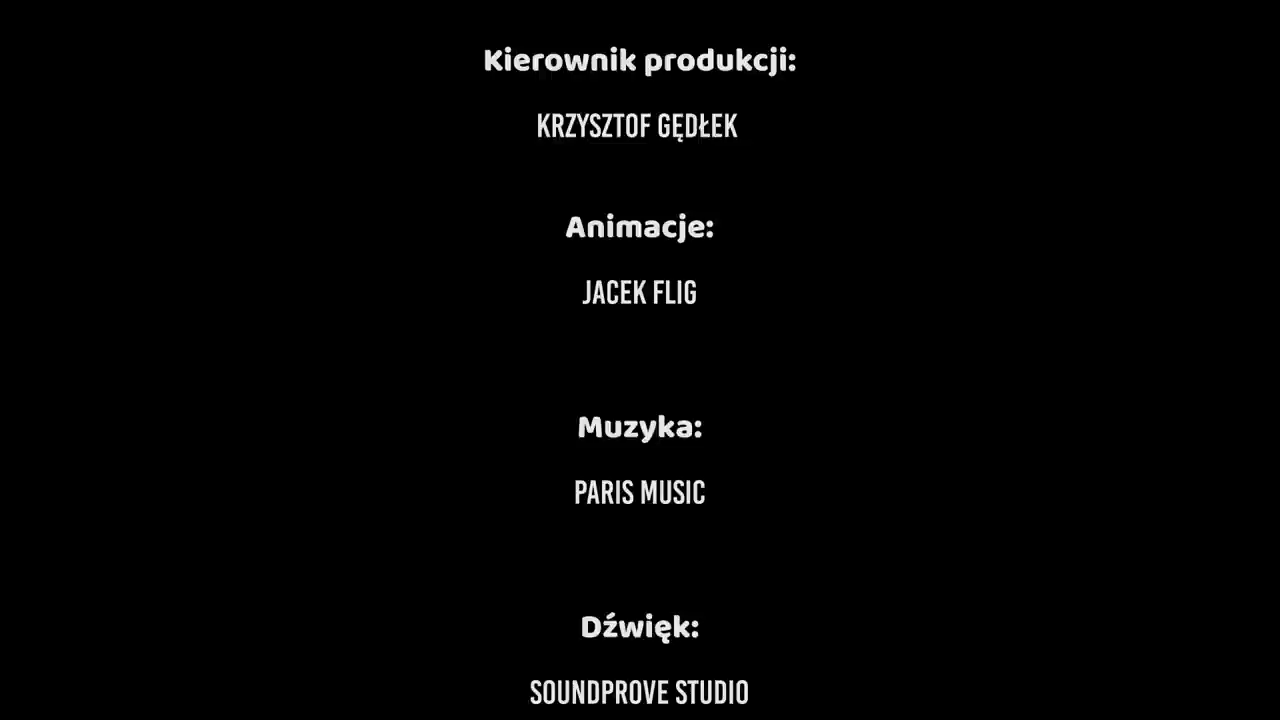 Kierownik produkcji:
KRZYSZTOF GĘDŁEK
Animacje:
JACEK FLIG
Muzyka:
PARIS MUSIC
Dźwięk:
SOUNDPROVE STUDIO